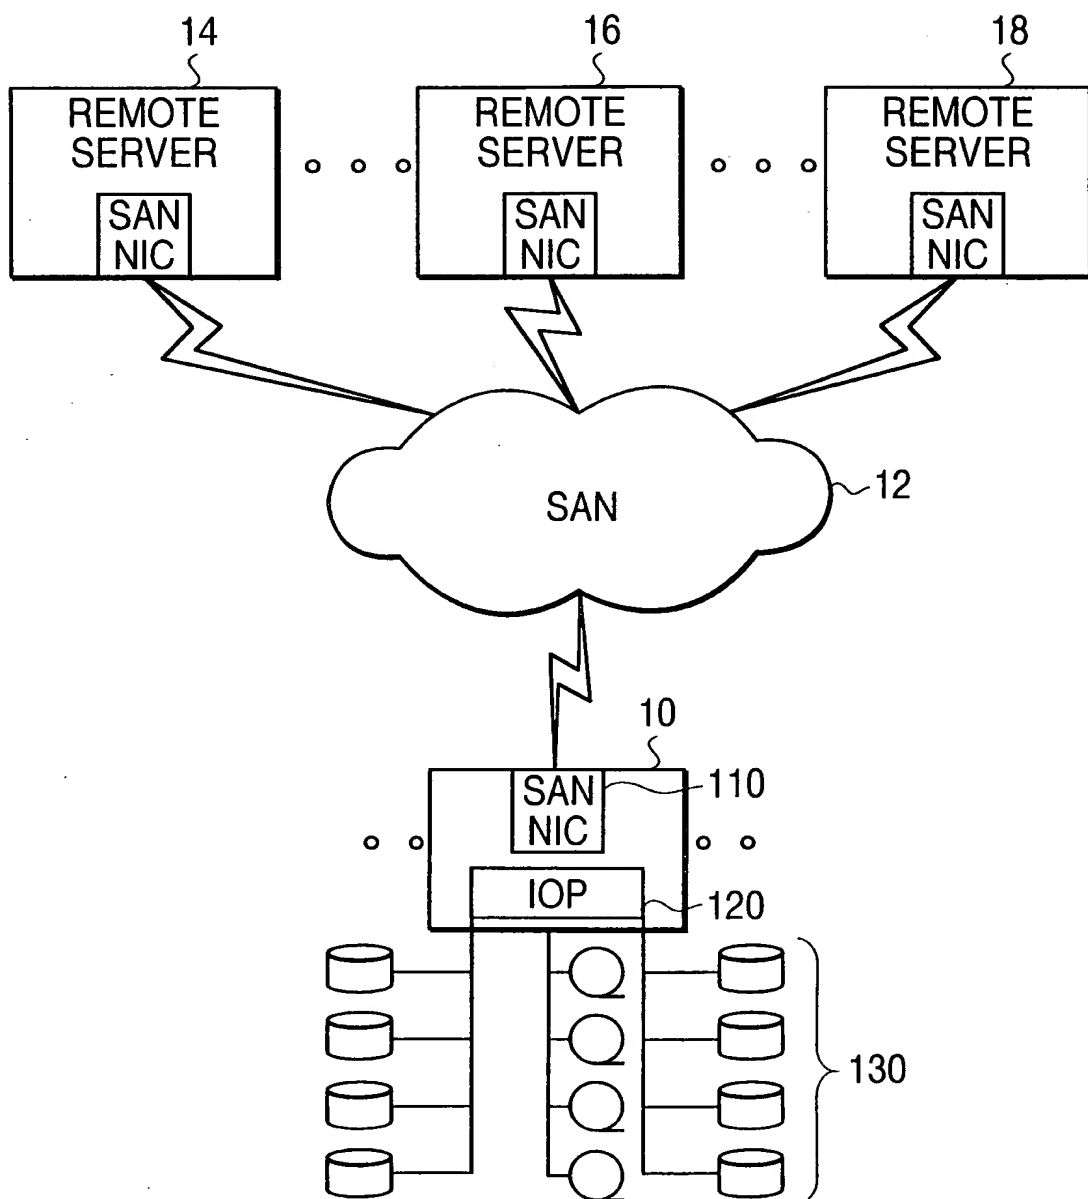 14
16
18
REMOTE
SERVER
SAN
NIC
REMOTE
SERVER
SAN
NIC
REMOTE
SERVER
SAN
NIC
SAN
12
10
SAN
NIC
110
IOP
120
130